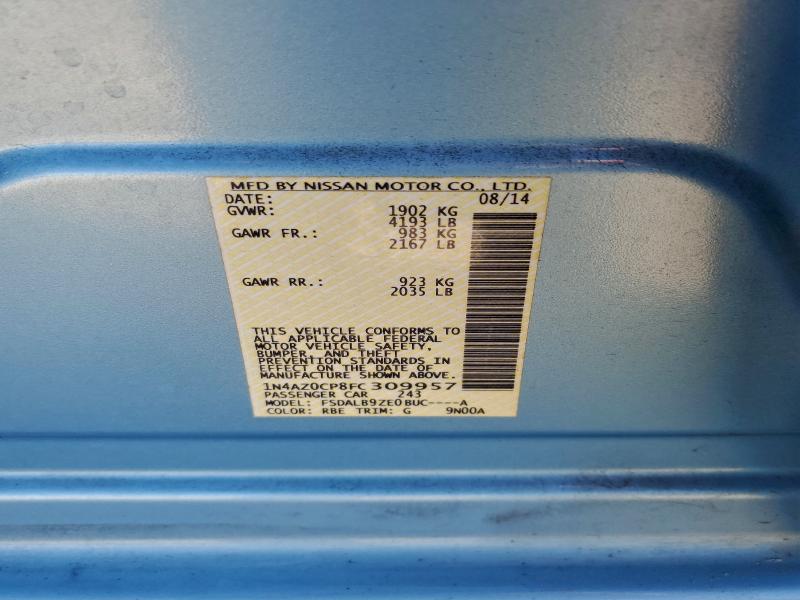 MFD BY NISSAN MOTOR CO., LTD.
DATE: 08/14
GVWR: 1902 KG
4193 LB
GAWR FR.: 983 KG
2167 LB
GAWR RR.: 923 KG
2035 LB
THIS VEHICLE CONFORMS TO
ALL APPLICABLE FEDERAL
MOTOR VEHICLE SAFETY,
BUMPER, AND THEFT
PREVENTION STANDARDS IN
EFFECT ON THE DATE OF
MANUFACTURE SHOWN ABOVE.
1N4AZ0CP8FC309957
PASSENGER CAR 243
MODEL: FSDALB9ZE0BUC----A
COLOR: RBE TRIM: G 9N00A